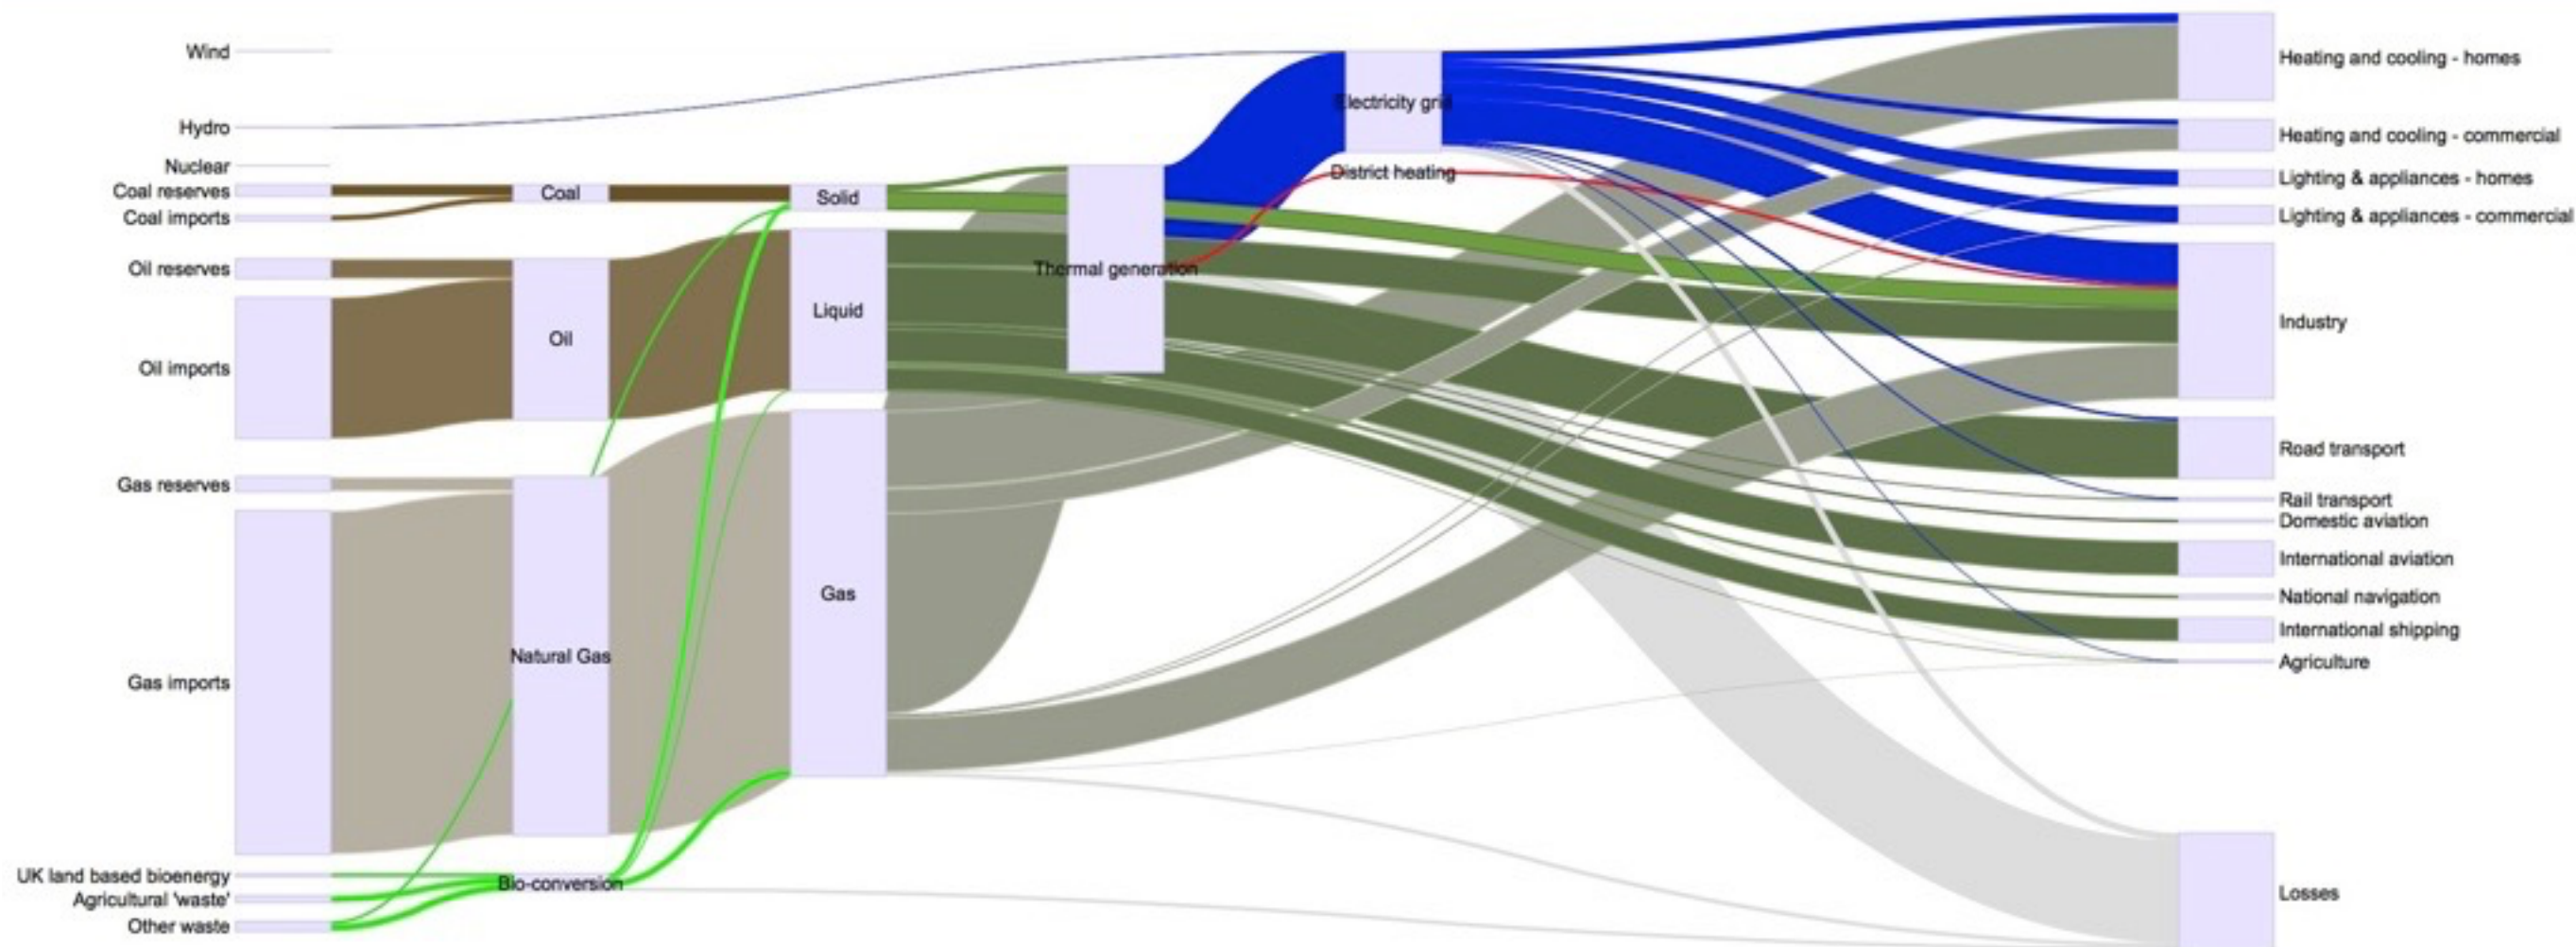 Wind
Hydro
Nuclear
Coal reserves
Coal imports
Oil reserves
Oil imports
Gas reserves
Gas imports
UK land based bioenergy
Agricultural 'waste'
Other waste
Coal
Oil
Natural Gas
Bio-conversion
Solid
Liquid
Gas
Thermal generation
Electricity grid
District heating
Heating and cooling - homes
Heating and cooling - commercial
Lighting & appliances - homes
Lighting & appliances - commercial
Industry
Road transport
Rail transport
Domestic aviation
International aviation
National navigation
International shipping
Agriculture
Losses